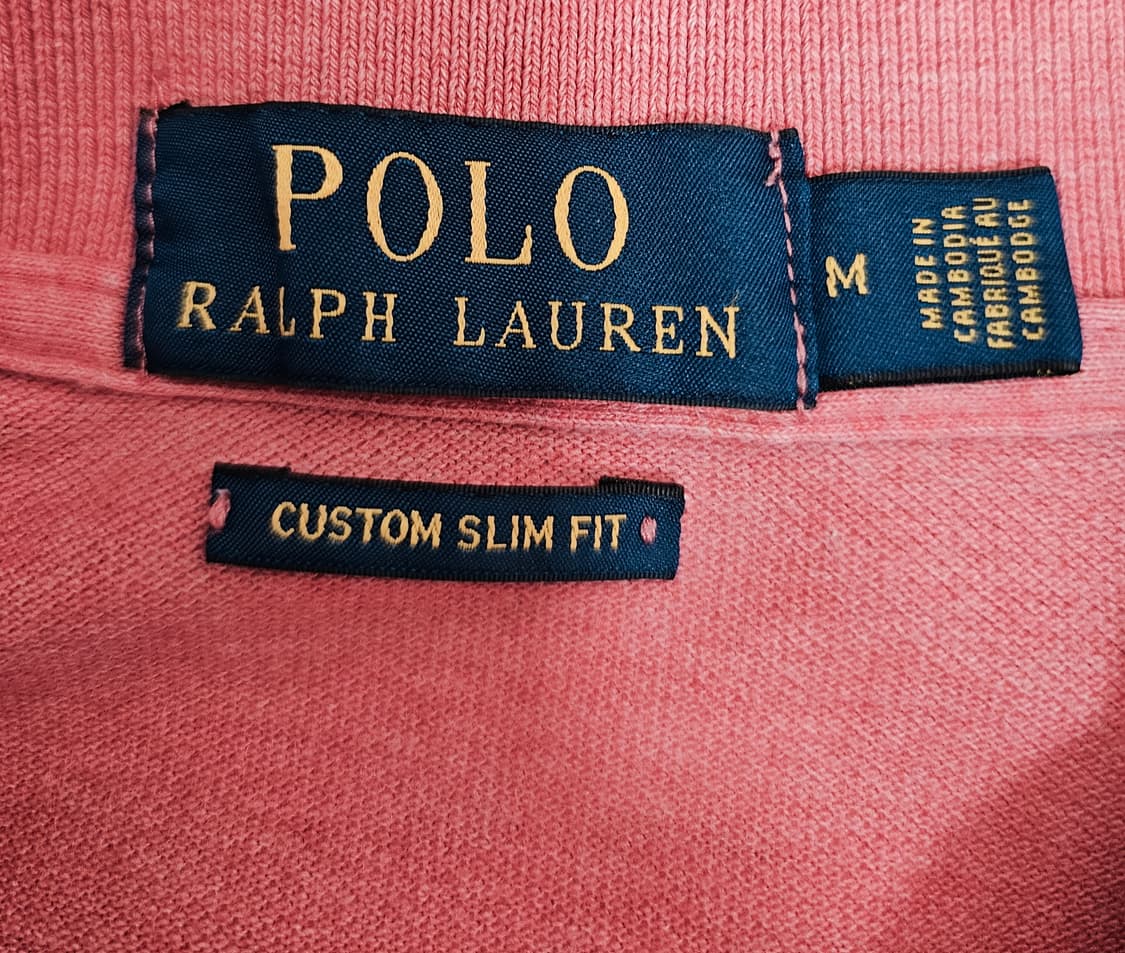 POLO
RALPH LAUREN
M
MADE IN
CAMBODIA
FABRIQUÉ AU
CAMBODGE
CUSTOM SLIM FIT